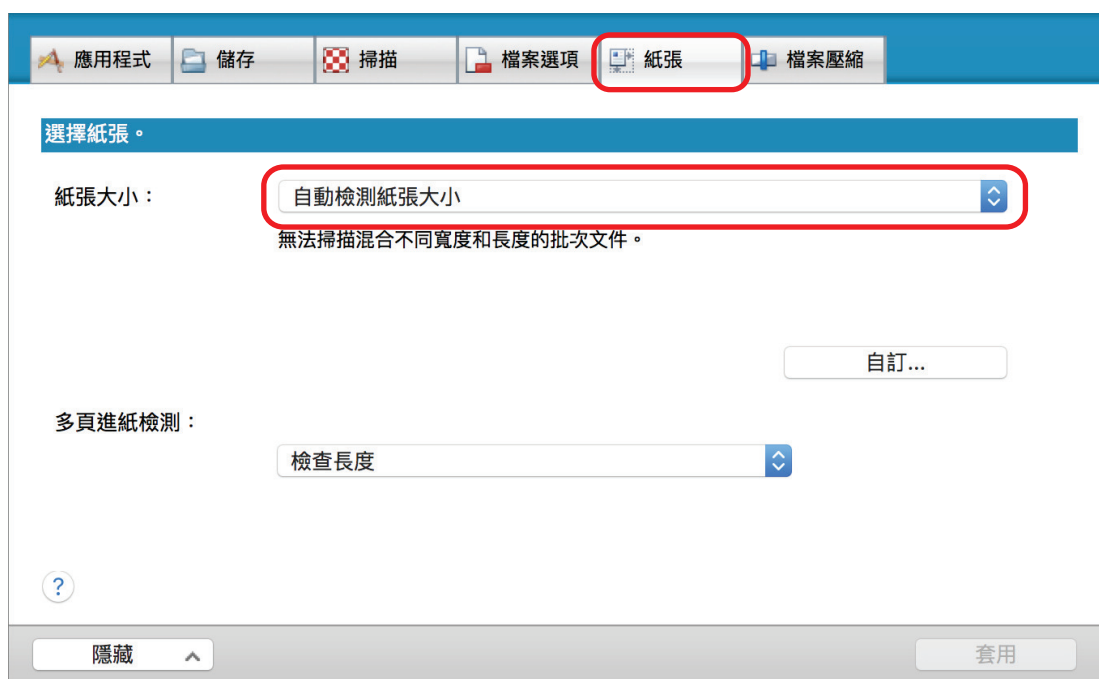 應用程式 儲存 掃描 檔案選項 紙張 檔案壓縮
選擇紙張。
紙張大小： 自動檢測紙張大小
無法掃描混合不同寬度和長度的批次文件。
自訂...
多頁進紙檢測：
檢查長度
?
隱藏 套用